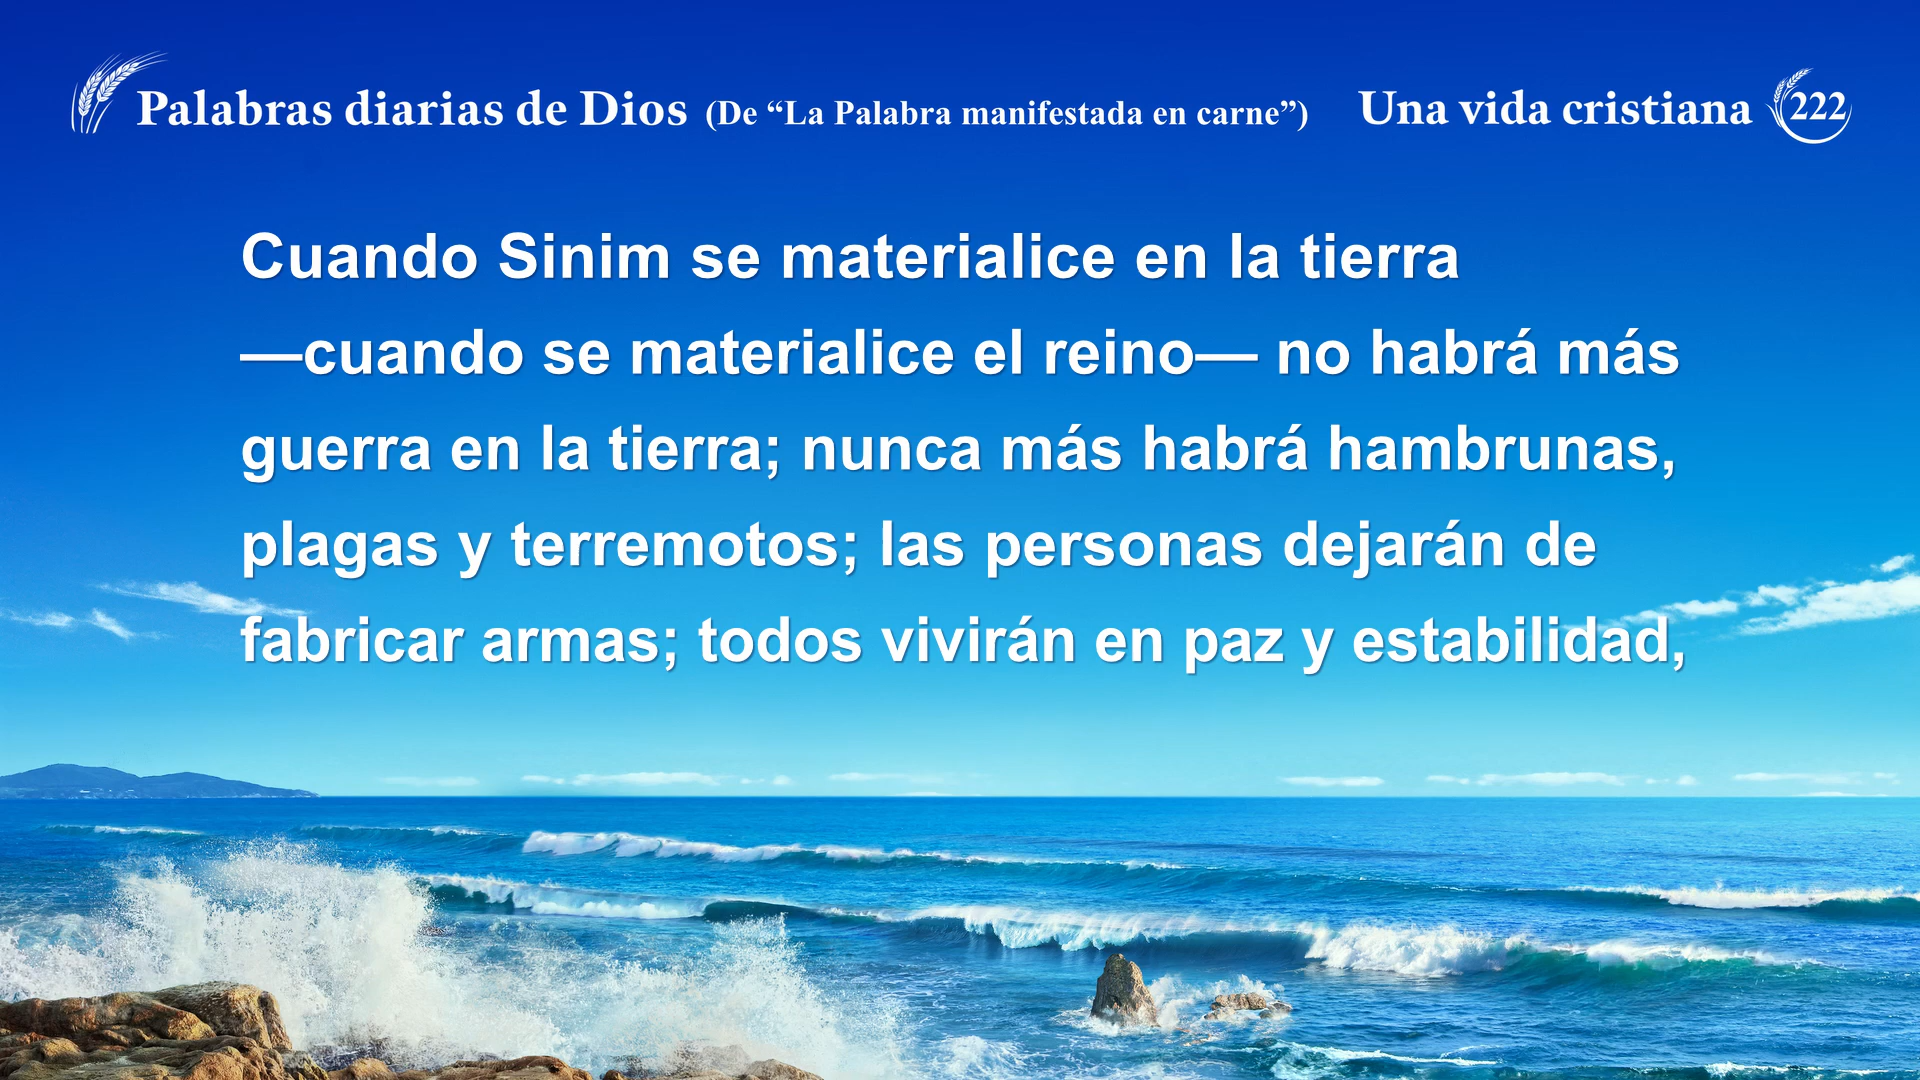 Palabras diarias de Dios (De “La Palabra manifestada en carne”) Una vida cristiana 222
Cuando Sinim se materialice en la tierra
—cuando se materialice el reino— no habrá más
guerra en la tierra; nunca más habrá hambrunas,
plagas y terremotos; las personas dejarán de
fabricar armas; todos vivirán en paz y estabilidad,